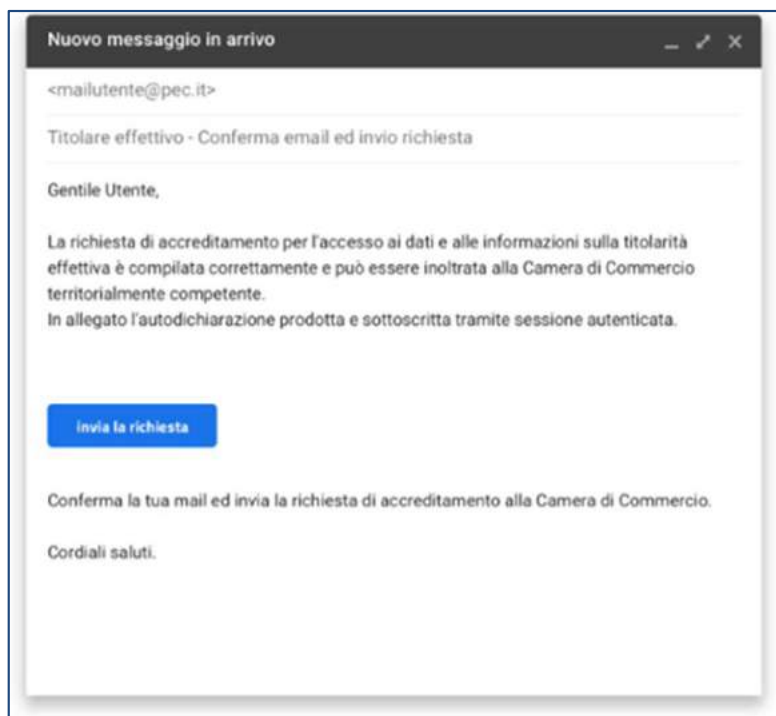 Nuovo messaggio in arrivo
<mailutente@pec.it>
Titolare effettivo - Conferma email ed invio richiesta
Gentile Utente,
La richiesta di accreditamento per l'accesso ai dati e alle informazioni sulla titolarità
effettiva è compilata correttamente e può essere inoltrata alla Camera di Commercio
territorialmente competente.
In allegato l'autodichiarazione prodotta e sottoscritta tramite sessione autenticata.
invia la richiesta
Conferma la tua mail ed invia la richiesta di accreditamento alla Camera di Commercio.
Cordiali saluti.